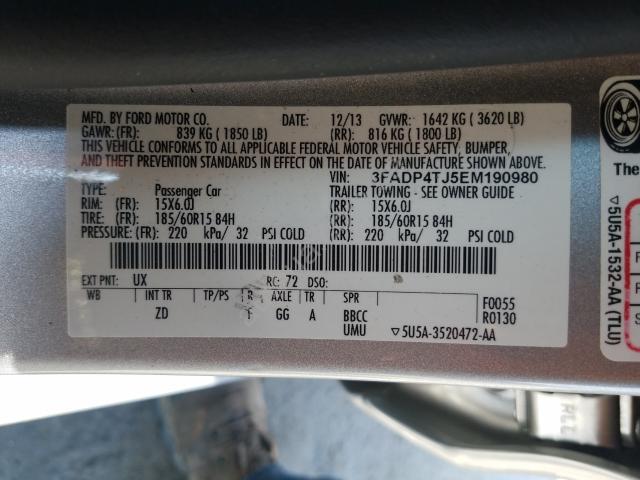 MFD. BY FORD MOTOR CO. DATE: 12/13 GVWR: 1642 KG ( 3620 LB)
GAWR: (FR): 839 KG ( 1850 LB) (RR): 816 KG ( 1800 LB)
THIS VEHICLE CONFORMS TO ALL APPLICABLE FEDERAL MOTOR VEHICLE SAFETY, BUMPER,
AND THEFT PREVENTION STANDARDS IN EFFECT ON THE DATE OF MANUFACTURE SHOWN ABOVE.
VIN: 3FADP4TJ5EM190980
TYPE: Passenger Car TRAILER TOWING - SEE OWNER GUIDE
RIM: (FR) 15X6.0J (RR): 15X6.0J
TIRE: (FR) 185/60R15 84H (RR): 185/60R15 84H
PRESSURE: (FR) 220 kPa/ 32 PSI COLD (RR) 220 kPa/ 32 PSI COLD
EXT PNT: UX RC: 72 DSO:
WB INT TR TP/PS R AXLE TR SPR F0055
ZD F GG A BBCC R0130
UMU ▽5U5A-3520472-AA
The
▽5U5A-1532-AA (TLU)
F
F
S